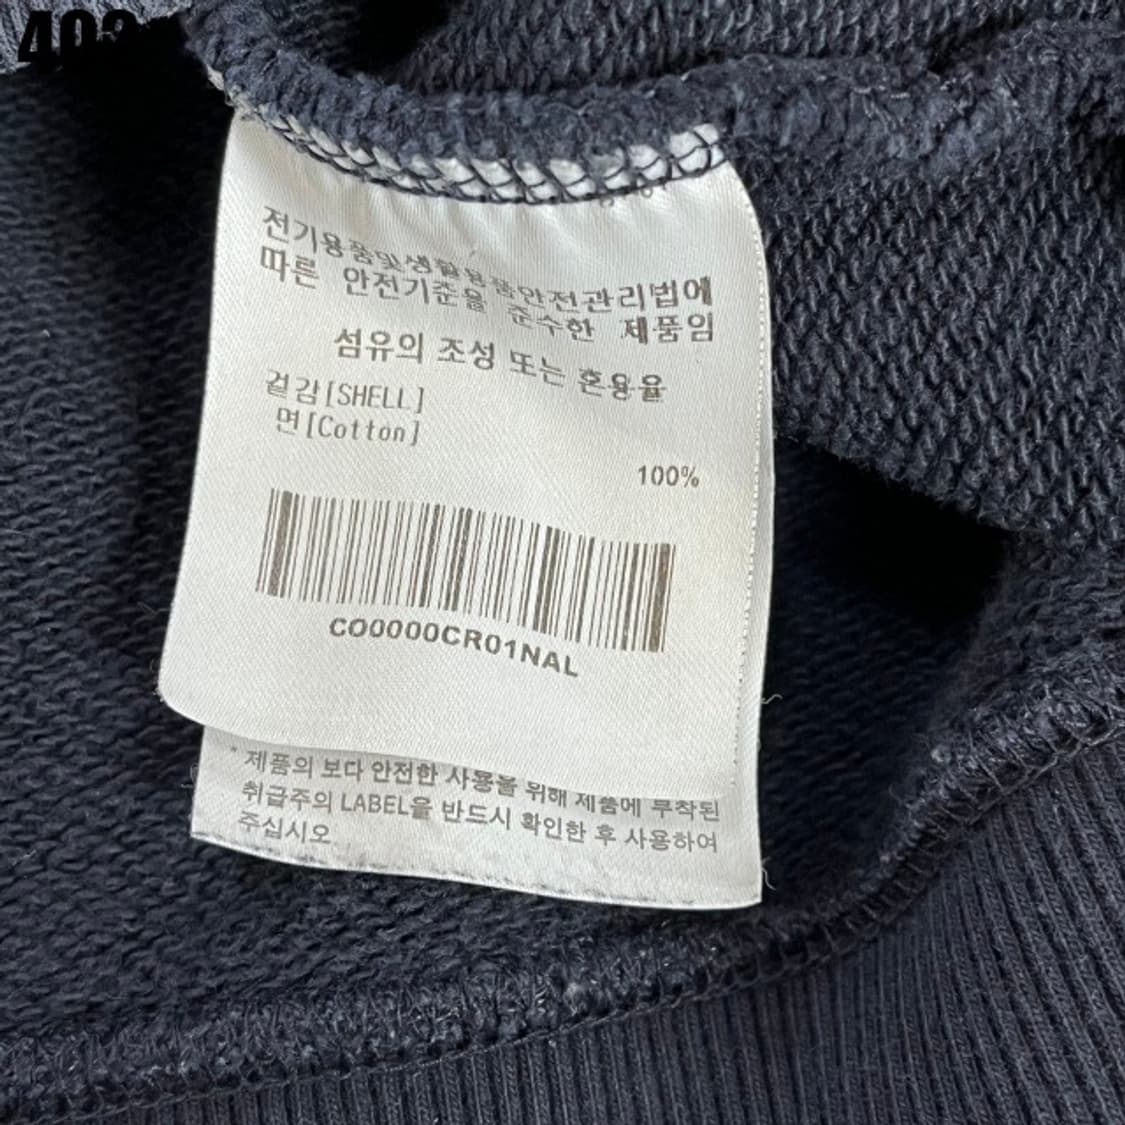 전기용품및생활용품안전관리법에
따른 안전기준을 준수한 제품임
섬유의 조성 또는 혼용율
겉감[SHELL]
면[Cotton]
100%
CO0000CR01NAL
* 제품의 보다 안전한 사용을 위해 제품에 부착된
취급주의 LABEL을 반드시 확인한 후 사용하여
주십시오.